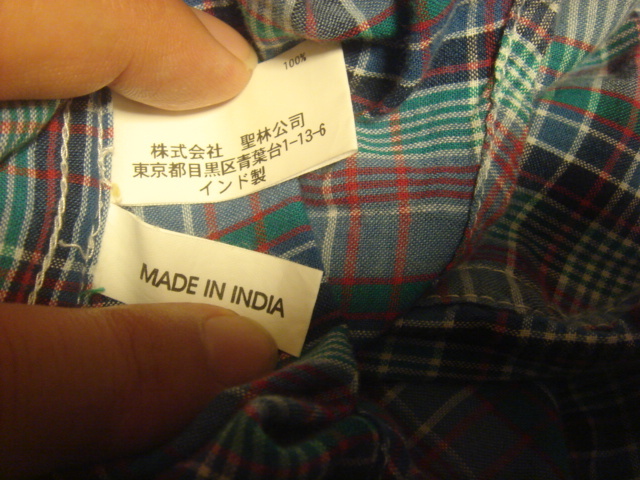 100%
株式会社 聖林公司
東京都目黒区青葉台1-13-6
インド製
MADE IN INDIA